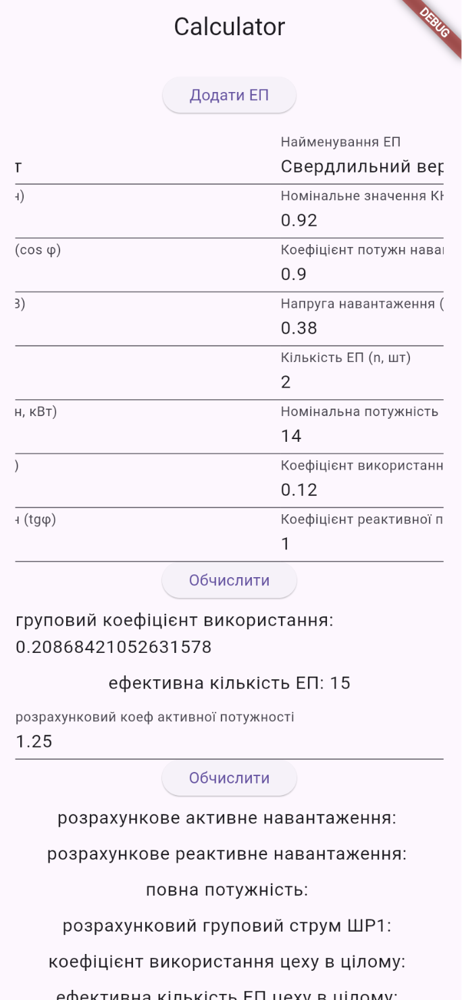 Calculator
DEBUG
Додати ЕП
Найменування ЕП
т Свердлильний вер
н) Номінальне значення КК
0.92
(cos φ) Коефіцієнт потужн нава
0.9
В) Напруга навантаження (
0.38
Кількість ЕП (n, шт)
2
н, кВт) Номінальна потужність
14
) Коефіцієнт використанн
0.12
н (tgφ) Коефіцієнт реактивної п
1
Обчислити
груповий коефіцієнт використання:
0.20868421052631578
ефективна кількість ЕП: 15
розрахунковий коеф активної потужності
1.25
Обчислити
розрахункове активне навантаження:
розрахункове реактивне навантаження:
повна потужність:
розрахунковий груповий струм ШР1:
коефіцієнт використання цеху в цілому:
ефективна кількість ЕП цеху в цілому: